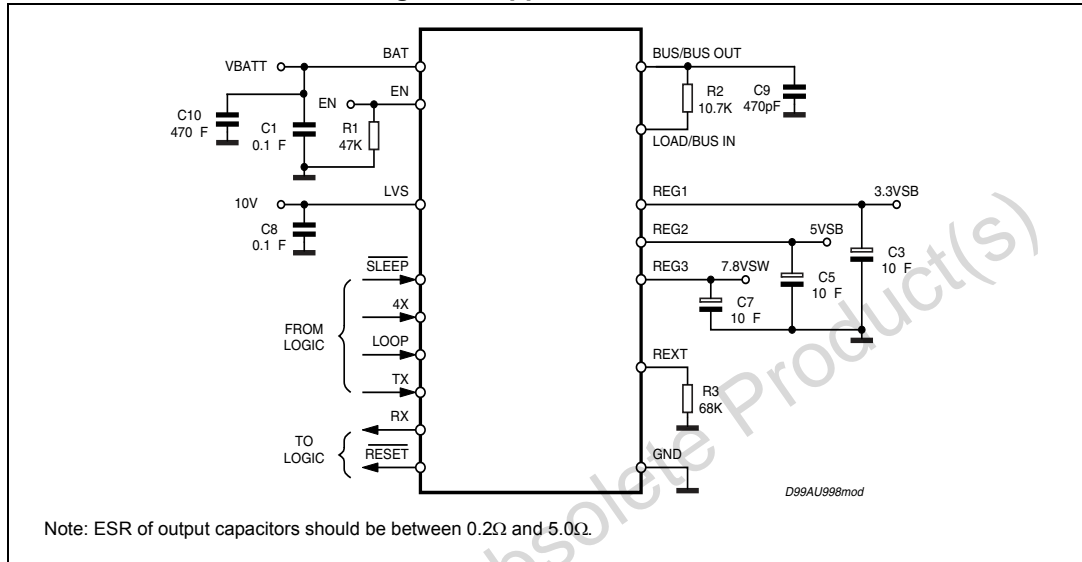 BAT
VBATT
EN
EN
C10
470 F
C1
0.1 F
R1
47K
LVS
10V
C8
0.1 F
SLEEP
4X
LOOP
TX
FROM
LOGIC
RX
RESET
TO
LOGIC
BUS/BUS OUT
R2
10.7K
C9
470pF
LOAD/BUS IN
REG1
3.3VSB
REG2
5VSB
REG3
7.8VSW
C3
10 F
C5
10 F
C7
10 F
REXT
R3
68K
GND
D99AU998mod
Note: ESR of output capacitors should be between 0.2Ω and 5.0Ω.
bsolete Product(s)